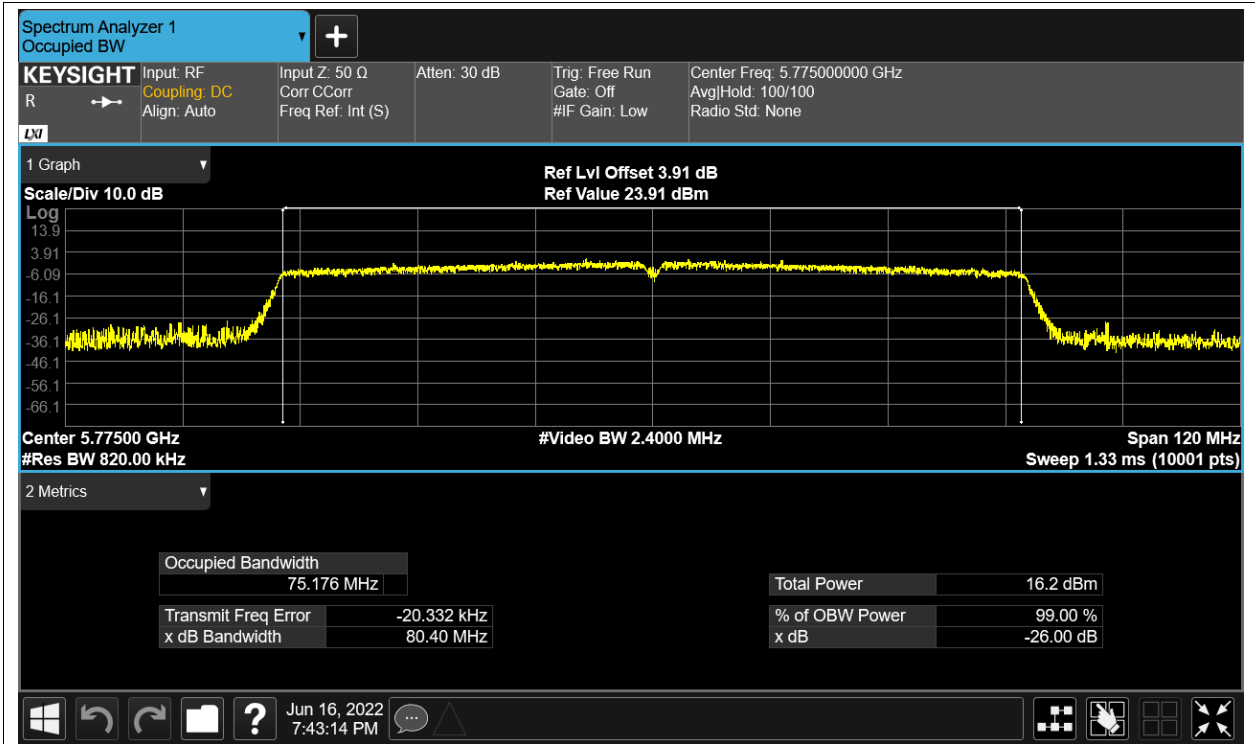 Spectrum Analyzer 1
Occupied BW
KEYSIGHT
R
LXI
Input: RF
Coupling: DC
Align: Auto
Input Z: 50 Ω
Corr CCorr
Freq Ref: Int (S)
Atten: 30 dB
Trig: Free Run
Gate: Off
#IF Gain: Low
Center Freq: 5.775000000 GHz
Avg|Hold: 100/100
Radio Std: None
1 Graph
Scale/Div 10.0 dB
Ref Lvl Offset 3.91 dB
Ref Value 23.91 dBm
Log
13.9
3.91
-6.09
-16.1
-26.1
-36.1
-46.1
-56.1
-66.1
Center 5.77500 GHz
#Video BW 2.4000 MHz
Span 120 MHz
#Res BW 820.00 kHz
Sweep 1.33 ms (10001 pts)
2 Metrics
Occupied Bandwidth
75.176 MHz
Transmit Freq Error -20.332 kHz
x dB Bandwidth 80.40 MHz
Total Power 16.2 dBm
% of OBW Power 99.00 %
x dB -26.00 dB
?
Jun 16, 2022
7:43:14 PM